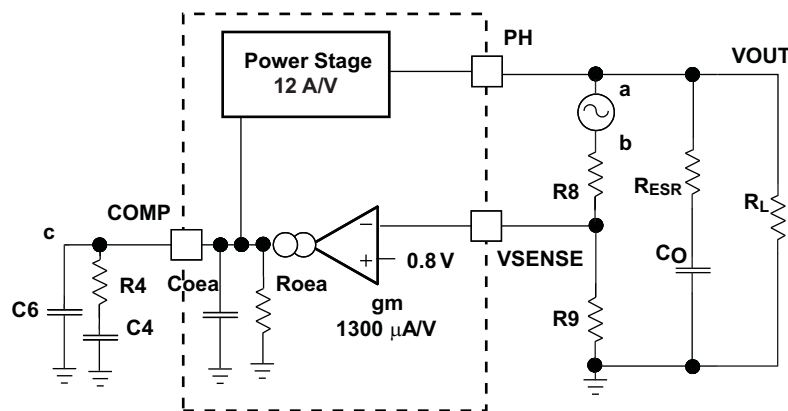 PH
VOUT
Power Stage
12 A/V
a
b
R8
RESR
RL
COMP
c
0.8 V
VSENSE
CO
R4
Coea
Roea
gm
1300 µA/V
C6
C4
R9
−
+